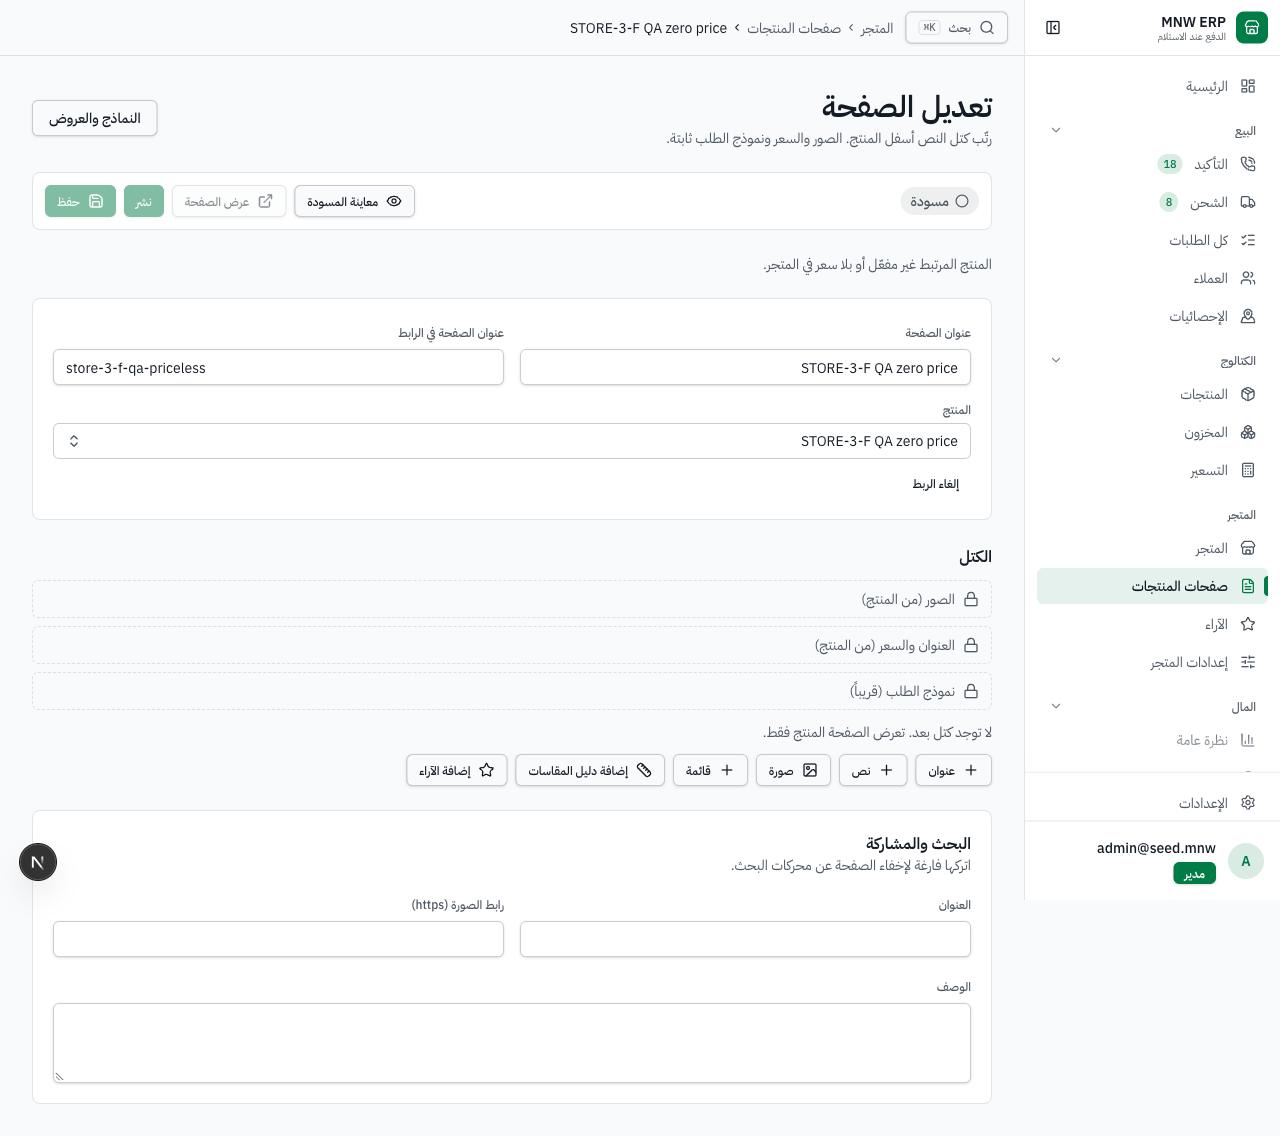 MNW ERP
الدفع عند الاستلام
الرئيسية
البيع
التأكيد 18
الشحن 8
كل الطلبات
العملاء
الإحصائيات
الكتالوج
المنتجات
المخزون
التسعير
المتجر
المتجر
صفحات المنتجات
الآراء
إعدادات المتجر
المال
نظرة عامة
الإعدادات
A
admin@seed.mnw
مدير
بحث ⌘K
المتجر › صفحات المنتجات › STORE-3-F QA zero price
تعديل الصفحة
رتّب كتل النص أسفل المنتج. الصور والسعر ونموذج الطلب ثابتة.
النماذج والعروض
مسودة
معاينة المسودة
عرض الصفحة
نشر
حفظ
المنتج المرتبط غير مفعّل أو بلا سعر في المتجر.
عنوان الصفحة
STORE-3-F QA zero price
عنوان الصفحة في الرابط
store-3-f-qa-priceless
المنتج
STORE-3-F QA zero price
إلغاء الربط
الكتل
الصور (من المنتج)
العنوان والسعر (من المنتج)
نموذج الطلب (قريباً)
لا توجد كتل بعد. تعرض الصفحة المنتج فقط.
عنوان
نص
صورة
قائمة
إضافة دليل المقاسات
إضافة الآراء
البحث والمشاركة
اتركها فارغة لإخفاء الصفحة عن محركات البحث.
العنوان
رابط الصورة (https)
الوصف
N